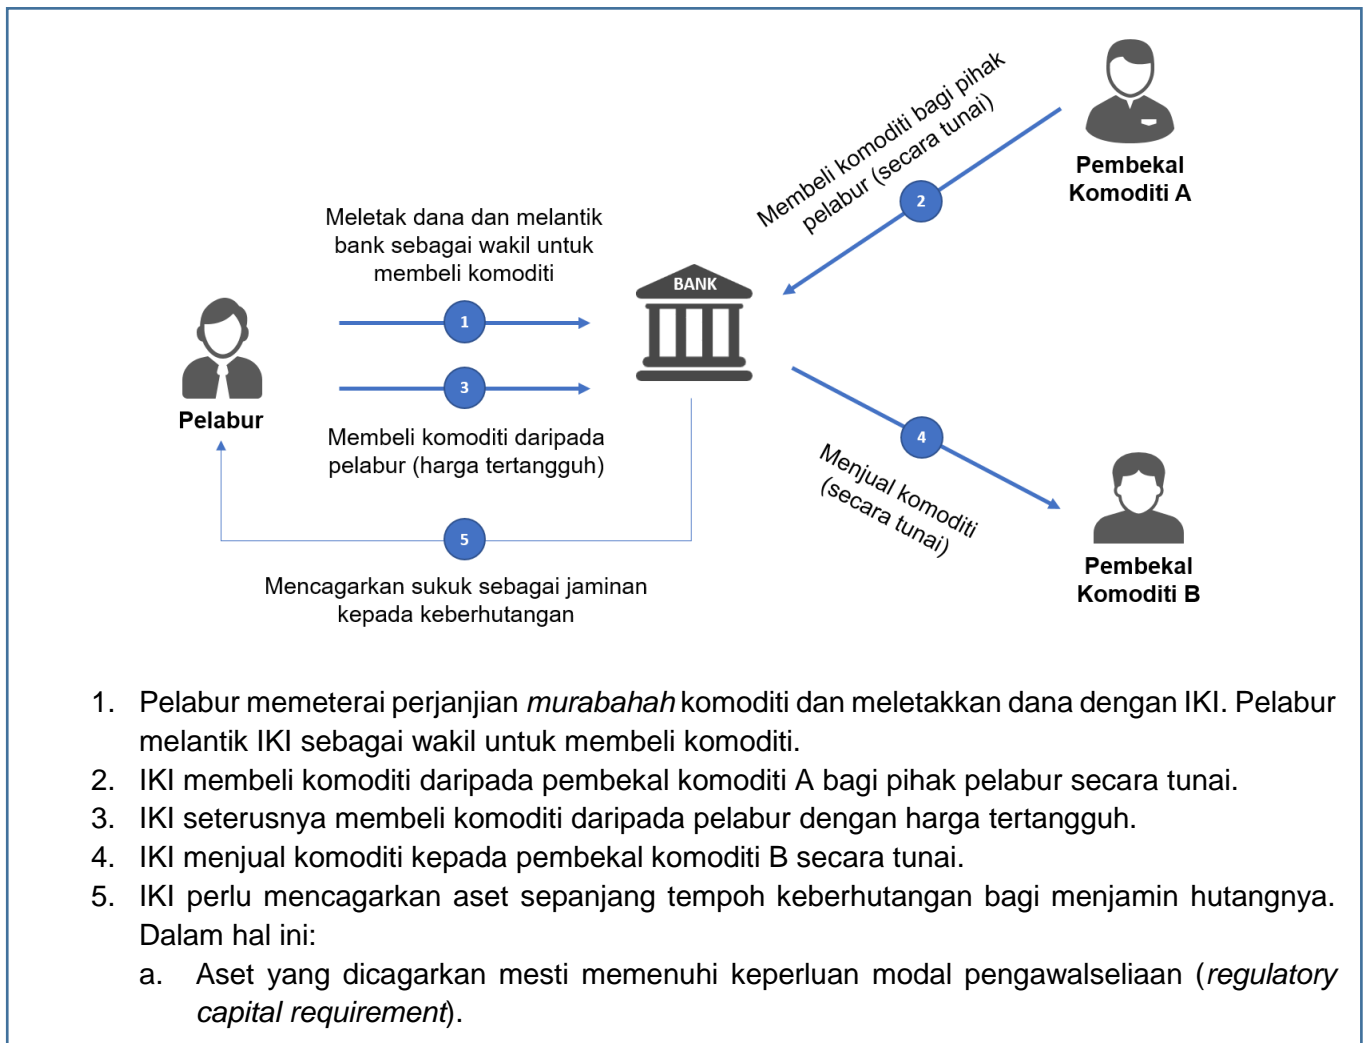 Membeli komoditi bagi pihak
pelabur (secara tunai)
2
Pembekal
Komoditi A
Meletak dana dan melantik
bank sebagai wakil untuk
membeli komoditi
BANK
1
3
Pelabur
Membeli komoditi daripada
pelabur (harga tertangguh)
4
Menjual komoditi
(secara tunai)
5
Mencagarkan sukuk sebagai jaminan
kepada keberhutangan
Pembekal
Komoditi B
1. Pelabur memeterai perjanjian murabahah komoditi dan meletakkan dana dengan IKI. Pelabur
melantik IKI sebagai wakil untuk membeli komoditi.
2. IKI membeli komoditi daripada pembekal komoditi A bagi pihak pelabur secara tunai.
3. IKI seterusnya membeli komoditi daripada pelabur dengan harga tertangguh.
4. IKI menjual komoditi kepada pembekal komoditi B secara tunai.
5. IKI perlu mencagarkan aset sepanjang tempoh keberhutangan bagi menjamin hutangnya.
Dalam hal ini:
a. Aset yang dicagarkan mesti memenuhi keperluan modal pengawalseliaan (regulatory
capital requirement).